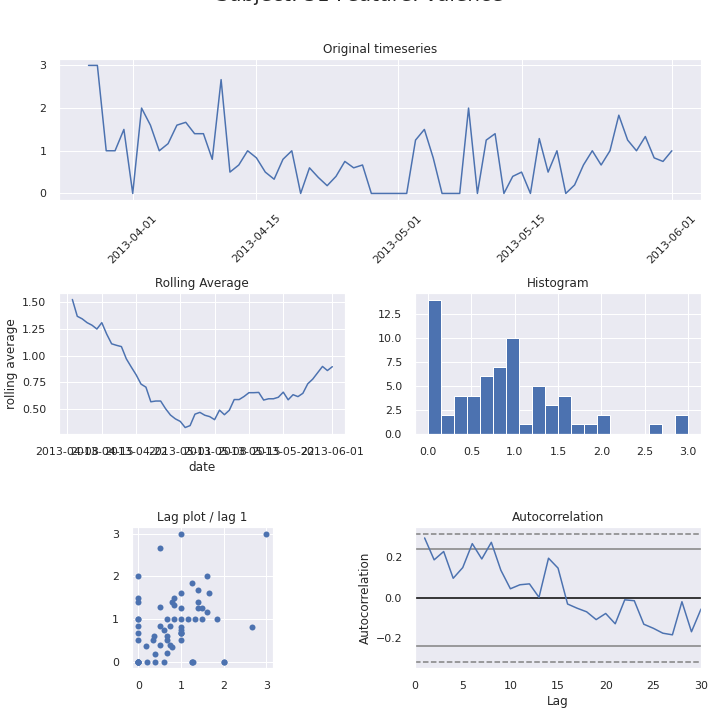 Original timeseries
3
2
1
0
2013-04-01
2013-04-15
2013-05-01
2013-05-15
2013-06-01
Rolling Average
1.50
1.25
1.00
0.75
0.50
rolling average
date
Histogram
12.5
10.0
7.5
5.0
2.5
0.0
0.0 0.5 1.0 1.5 2.0 2.5 3.0
Lag plot / lag 1
3
2
1
0
0 1 2 3
Autocorrelation
0.2
0.0
−0.2
Autocorrelation
0 5 10 15 20 25 30
Lag